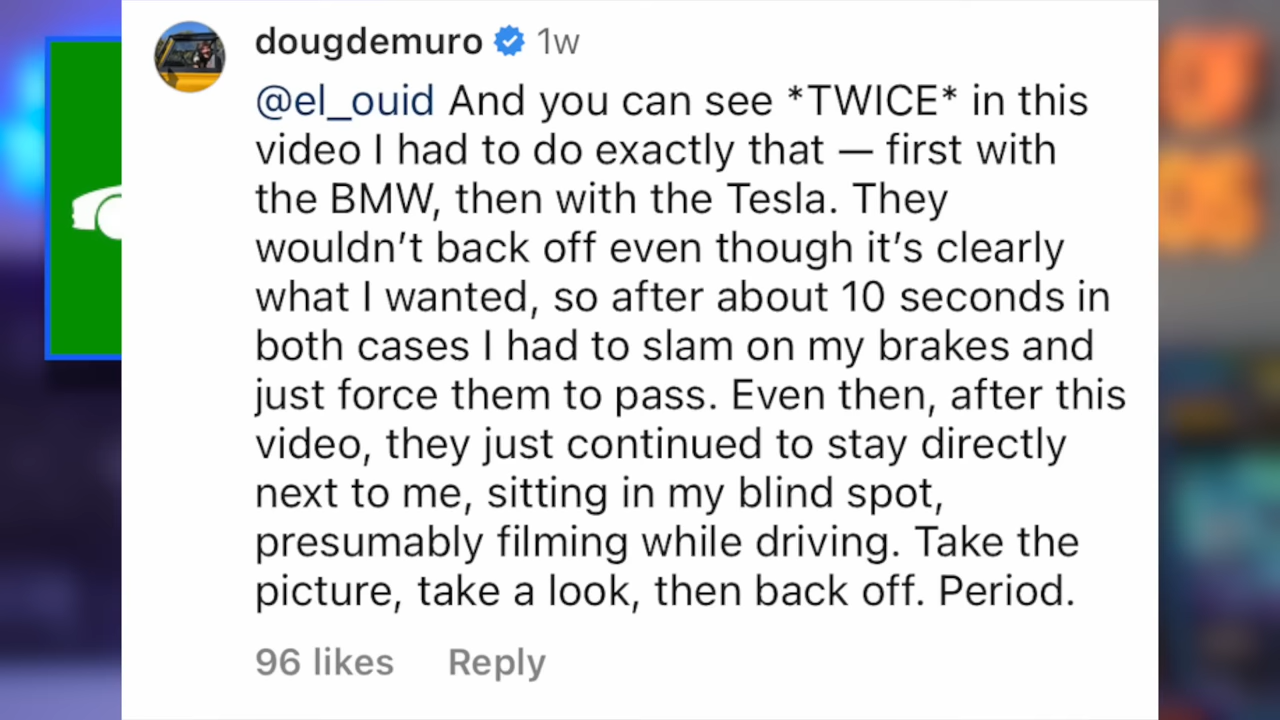 dougdemuro 1w
@el_ouid And you can see *TWICE* in this
video I had to do exactly that — first with
the BMW, then with the Tesla. They
wouldn’t back off even though it’s clearly
what I wanted, so after about 10 seconds in
both cases I had to slam on my brakes and
just force them to pass. Even then, after this
video, they just continued to stay directly
next to me, sitting in my blind spot,
presumably filming while driving. Take the
picture, take a look, then back off. Period.
96 likes Reply